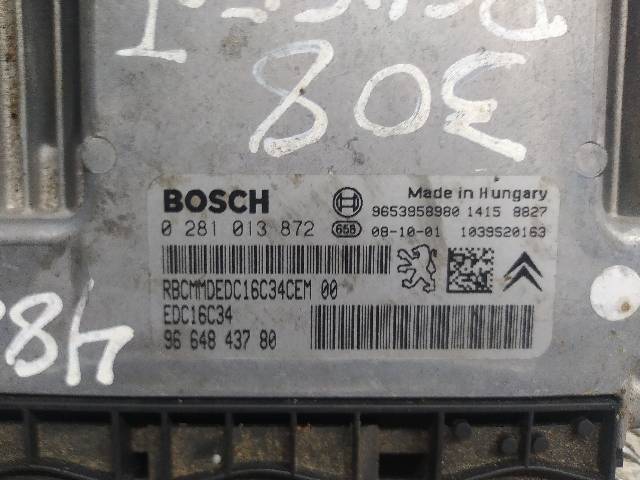 308
BOSCH
Made in Hungary
0 281 013 872
9653958980 1415 8827
658 08-10-01 1039S20163
RBCMMDEDC16C34CEM 00
EDC16C34
96 648 437 80